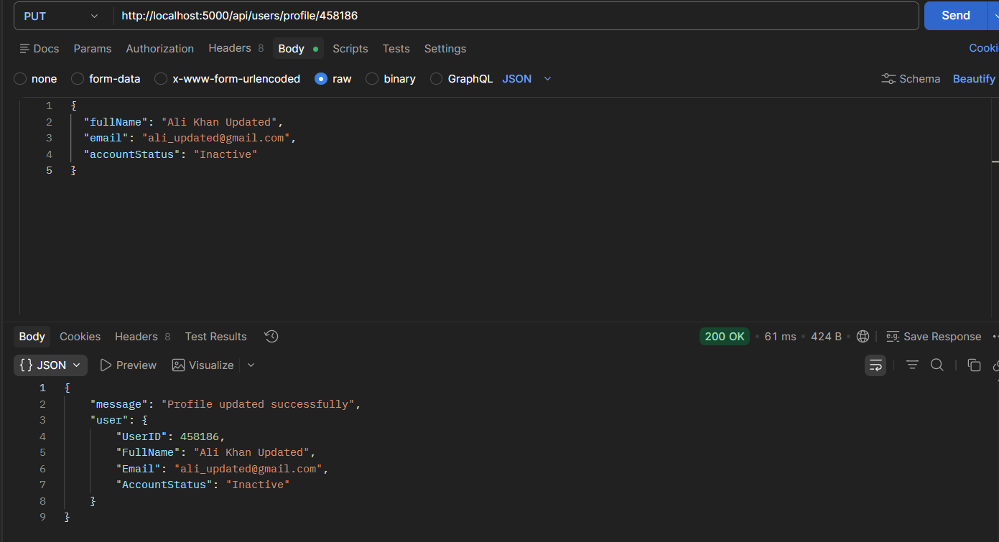 PUT http://localhost:5000/api/users/profile/458186 Send
Docs Params Authorization Headers 8 Body Scripts Tests Settings
none form-data x-www-form-urlencoded raw binary GraphQL JSON Schema Beautify
1 {
2 "fullName": "Ali Khan Updated",
3 "email": "ali_updated@gmail.com",
4 "accountStatus": "Inactive"
5 }
Body Cookies Headers 8 Test Results 200 OK • 61 ms • 424 B • e.g. Save Response
{} JSON Preview Visualize
1 {
2 "message": "Profile updated successfully",
3 "user": {
4 "UserID": 458186,
5 "FullName": "Ali Khan Updated",
6 "Email": "ali_updated@gmail.com",
7 "AccountStatus": "Inactive"
8 }
9 }